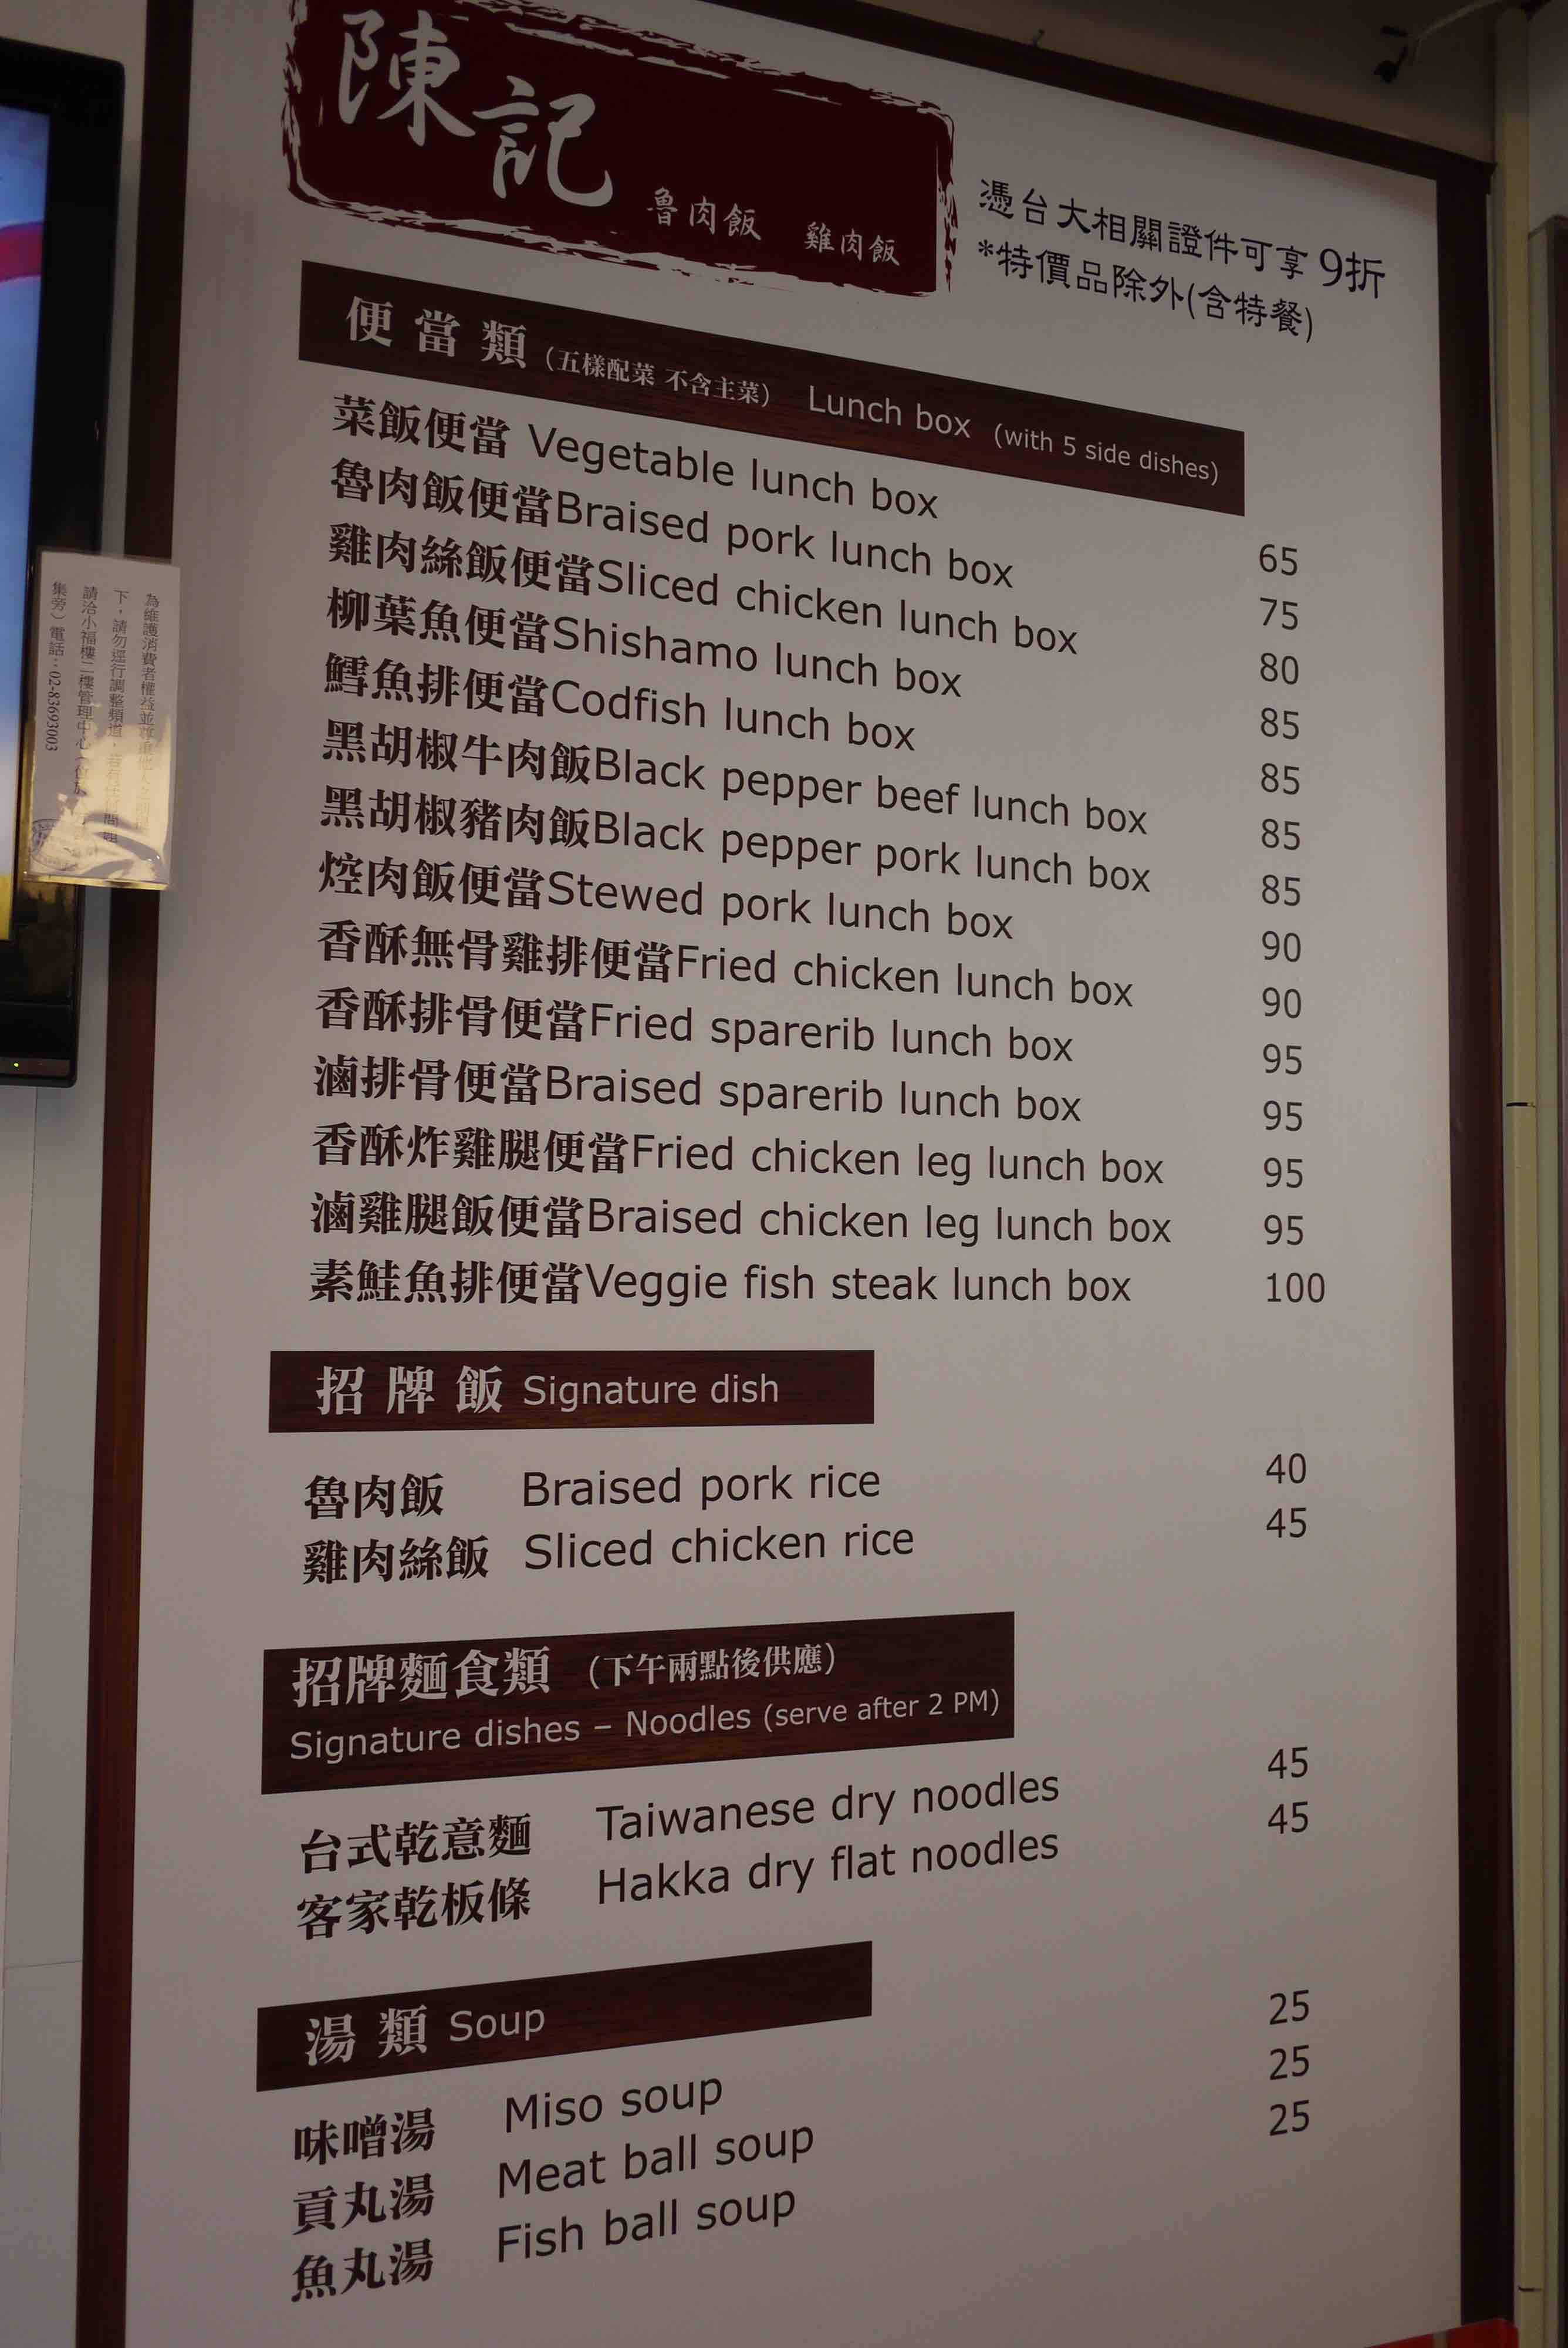 陳記
魯肉飯 雞肉飯
憑台大相關證件可享 9折
*特價品除外(含特餐)
便當類 (五樣配菜 不含主菜) Lunch box (with 5 side dishes)
菜飯便當 Vegetable lunch box 65
魯肉飯便當Braised pork lunch box 75
雞肉絲飯便當Sliced chicken lunch box 80
柳葉魚便當Shishamo lunch box 85
鱈魚排便當Codfish lunch box 85
黑胡椒牛肉飯Black pepper beef lunch box 85
黑胡椒豬肉飯Black pepper pork lunch box 85
焢肉飯便當Stewed pork lunch box 90
香酥無骨雞排便當Fried chicken lunch box 90
香酥排骨便當Fried sparerib lunch box 95
滷排骨便當Braised sparerib lunch box 95
香酥炸雞腿便當Fried chicken leg lunch box 95
滷雞腿飯便當Braised chicken leg lunch box 95
素鮭魚排便當Veggie fish steak lunch box 100
招牌飯 Signature dish
魯肉飯 Braised pork rice 40
雞肉絲飯 Sliced chicken rice 45
招牌麵食類 (下午兩點後供應)
Signature dishes – Noodles (serve after 2 PM)
台式乾意麵 Taiwanese dry noodles 45
客家乾板條 Hakka dry flat noodles 45
湯類 Soup
味噌湯 Miso soup 25
貢丸湯 Meat ball soup 25
魚丸湯 Fish ball soup 25
為維護消費者權益並尊重他人之
下，請勿逕行調整頻道，若有任何問題
請洽小福樓二樓管理中心
集旁）電話：02-83693003